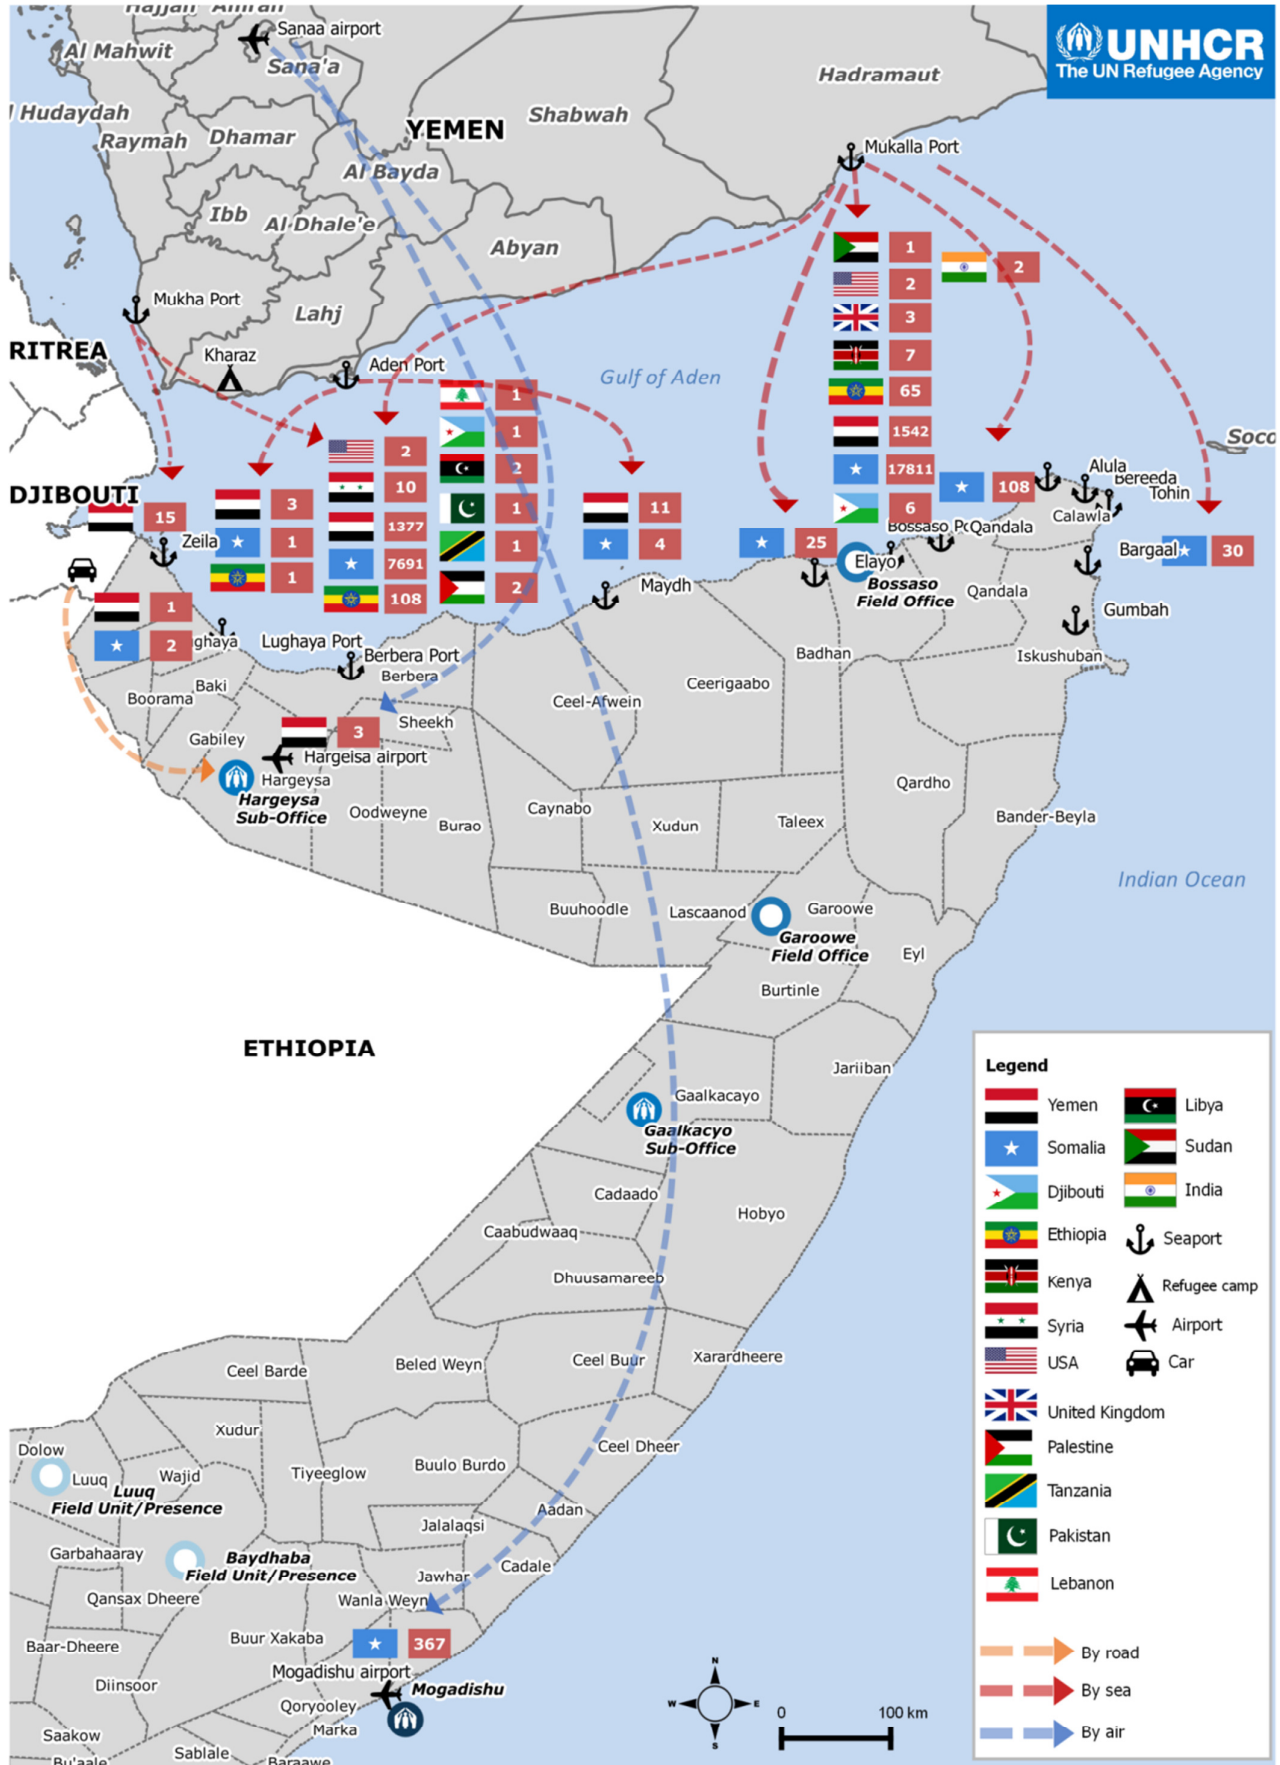 Hajjah
Amran
Sanaa airport
UNHCR
The UN Refugee Agency
Al Mahwit
Sana'a
Hadramaut
Hudaydah
Shabwah
Raymah
Dhamar
YEMEN
Mukalla Port
Al Bayda
Ibb
Al Dhale'e
Abyan
1
2
2
Mukha Port
Lahj
3
RITREA
Kharaz
Aden Port
Gulf of Aden
7
1
65
2
1
1542
Soco
10
2
17811
Alula
Bereeda
DJIBOUTI
15
3
1377
1
11
108
Tohin
6
Calawla
Zeila
1
7691
1
4
25
Bossaso Po
Qandala
Bargaal
30
Elayo
1
108
2
Maydh
Bossaso
Field Office
Qandala
1
Gumbah
2
ghaya
Lughaya Port
Berbera Port
Badhan
Iskushuban
Berbera
Baki
Boorama
Ceerigaabo
Ceel-Afwein
Sheekh
Gabiley
3
Hargeisa airport
Hargeysa
Qardho
Hargeysa
Sub-Office
Oodweyne
Burao
Caynabo
Xudun
Taleex
Bander-Beyla
Indian Ocean
Buuhoodle
Lascaanod
Garoowe
Garoowe
Field Office
Eyl
Burtinle
ETHIOPIA
Jariiban
Gaalkacayo
Gaalkacyo
Sub-Office
Cadaado
Hobyo
Caabudwaaq
Dhuusamareeb
Ceel Barde
Beled Weyn
Ceel Buur
Xarardheere
Xudur
Ceel Dheer
Dolow
Luuq
Luuq
Field Unit/Presence
Wajid
Tiyeeglow
Buulo Burdo
Aadan
Jalalaqsi
Garbahaaray
Baydhaba
Field Unit/Presence
Cadale
Jawhar
Qansax Dheere
Wanla Weyn
Baar-Dheere
Buur Xakaba
367
Mogadishu airport
Diinsoor
Mogadishu
Qoryooley
Marka
Saakow
Sablale
Bu'aale
Baraawe
N
W
E
S
0
100 km
Legend
Yemen
Libya
Somalia
Sudan
Djibouti
India
Ethiopia
Seaport
Kenya
Refugee camp
Syria
Airport
USA
Car
United Kingdom
Palestine
Tanzania
Pakistan
Lebanon
By road
By sea
By air